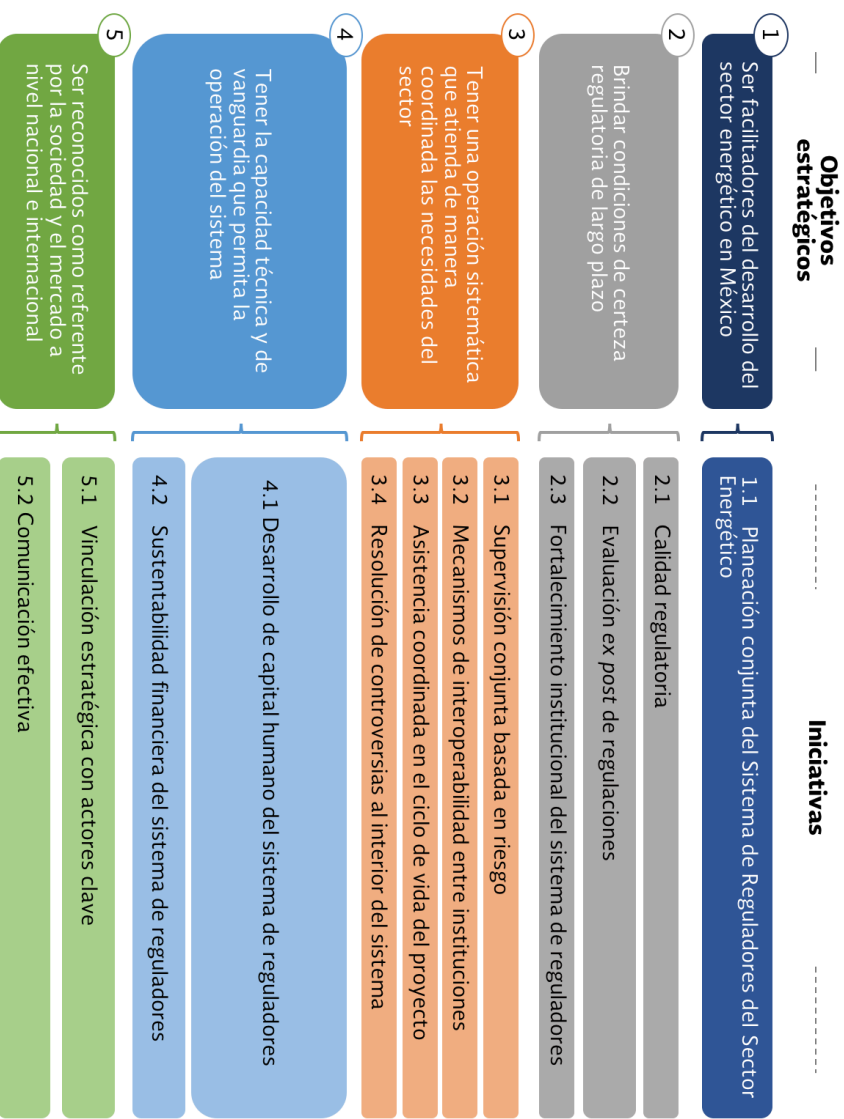 Objetivos
estratégicos
Iniciativas
1
Ser facilitadores del desarrollo del
sector energético en México
1.1 Planeación conjunta del Sistema de Reguladores del Sector
Energético
2
Brindar condiciones de certeza
regulatoria de largo plazo
2.1 Calidad regulatoria
2.2 Evaluación ex post de regulaciones
2.3 Fortalecimiento institucional del sistema de reguladores
3
Tener una operación sistemática
que atienda de manera
coordinada las necesidades del
sector
3.1 Supervisión conjunta basada en riesgo
3.2 Mecanismos de interoperabilidad entre instituciones
3.3 Asistencia coordinada en el ciclo de vida del proyecto
3.4 Resolución de controversias al interior del sistema
4
Tener la capacidad técnica y de
vanguardia que permita la
operación del sistema
4.1 Desarrollo de capital humano del sistema de reguladores
4.2 Sustentabilidad financiera del sistema de reguladores
5
Ser reconocidos como referente
por la sociedad y el mercado a
nivel nacional e internacional
5.1 Vinculación estratégica con actores clave
5.2 Comunicación efectiva